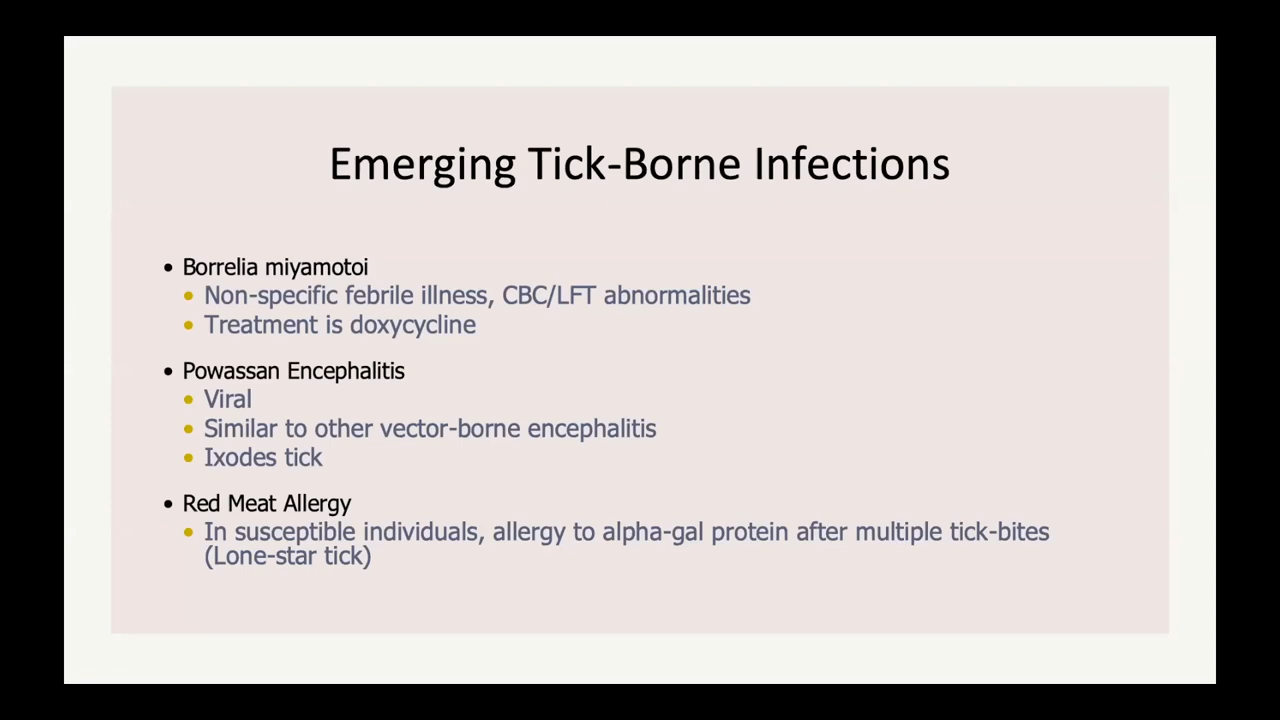 Emerging Tick-Borne Infections
• Borrelia miyamotoi
• Non-specific febrile illness, CBC/LFT abnormalities
• Treatment is doxycycline
• Powassan Encephalitis
• Viral
• Similar to other vector-borne encephalitis
• Ixodes tick
• Red Meat Allergy
• In susceptible individuals, allergy to alpha-gal protein after multiple tick-bites
(Lone-star tick)